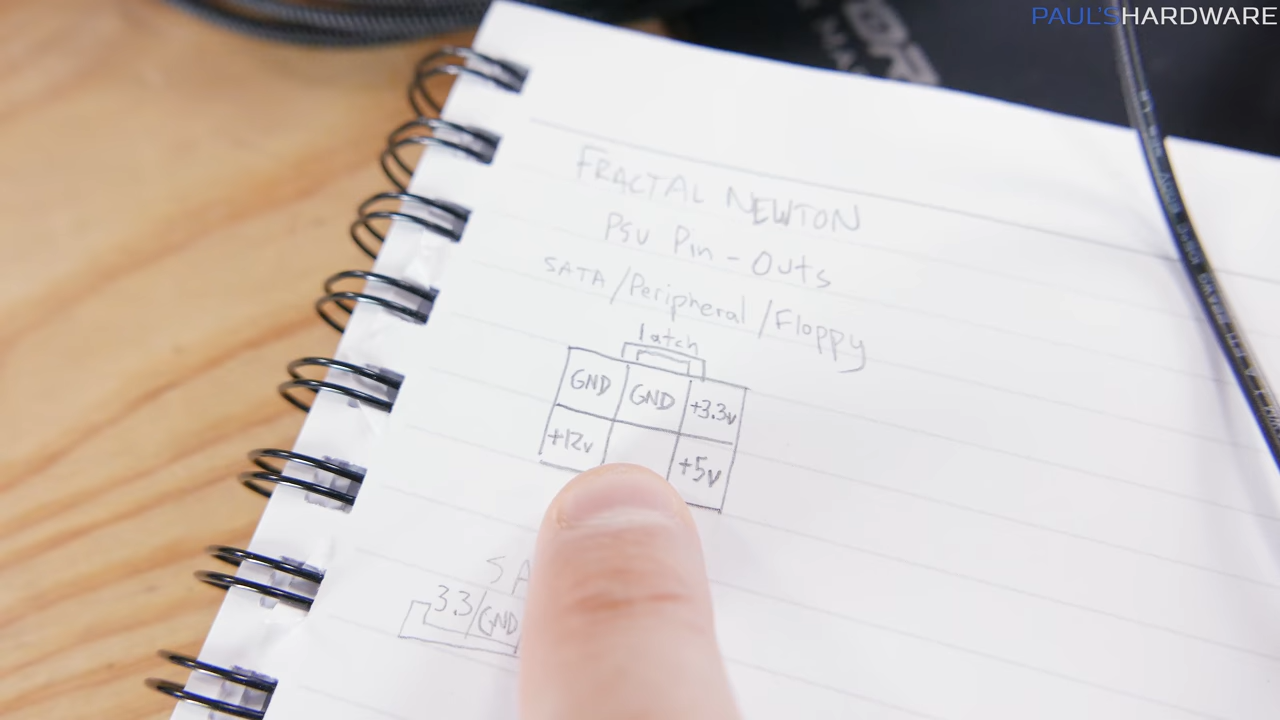 PAUL'SHARDWARE
FRACTAL NEWTON
PSU Pin - Outs
SATA/Peripheral/Floppy
latch
GND GND +3.3v
+12v +5v
3.3 GND